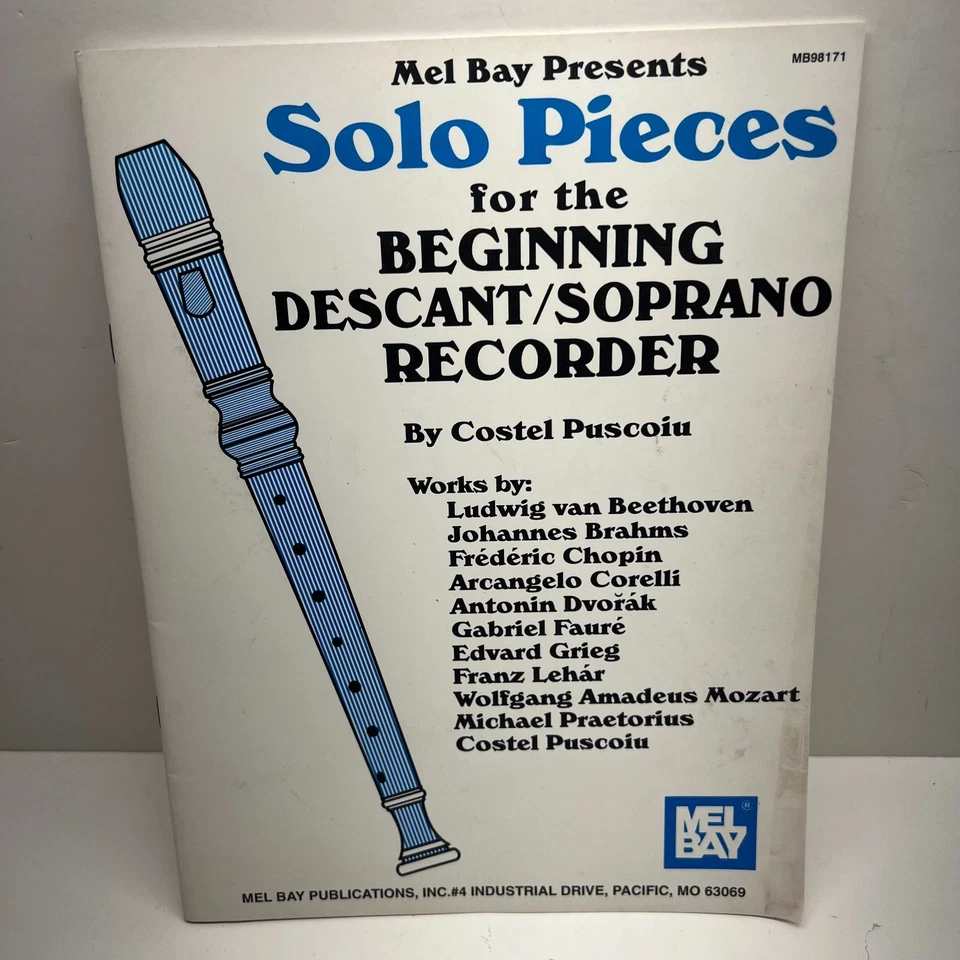 MB98171
Mel Bay Presents
Solo Pieces
for the
BEGINNING
DESCANT/SOPRANO
RECORDER
By Costel Puscoiu
Works by:
Ludwig van Beethoven
Johannes Brahms
Frédéric Chopin
Arcangelo Corelli
Antonin Dvořák
Gabriel Fauré
Edvard Grieg
Franz Lehár
Wolfgang Amadeus Mozart
Michael Praetorius
Costel Puscoiu
MEL
BAY
®
MEL BAY PUBLICATIONS, INC.#4 INDUSTRIAL DRIVE, PACIFIC, MO 63069